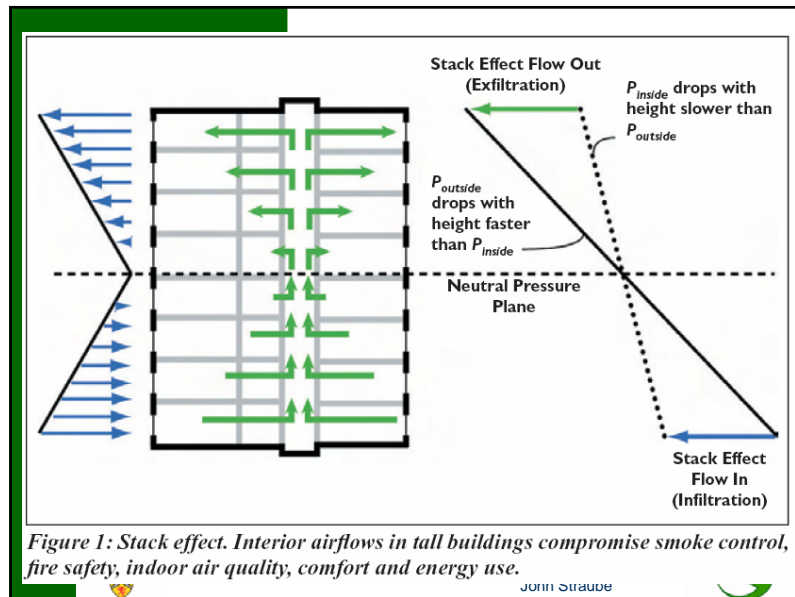 Stack Effect Flow Out
(Exfiltration)
Pinside drops with
height slower than
Poutside
Poutside
drops with
height faster
than Pinside
Neutral Pressure
Plane
Stack Effect
Flow In
(Infiltration)
Figure 1: Stack effect. Interior airflows in tall buildings compromise smoke control,
fire safety, indoor air quality, comfort and energy use.
John Straube